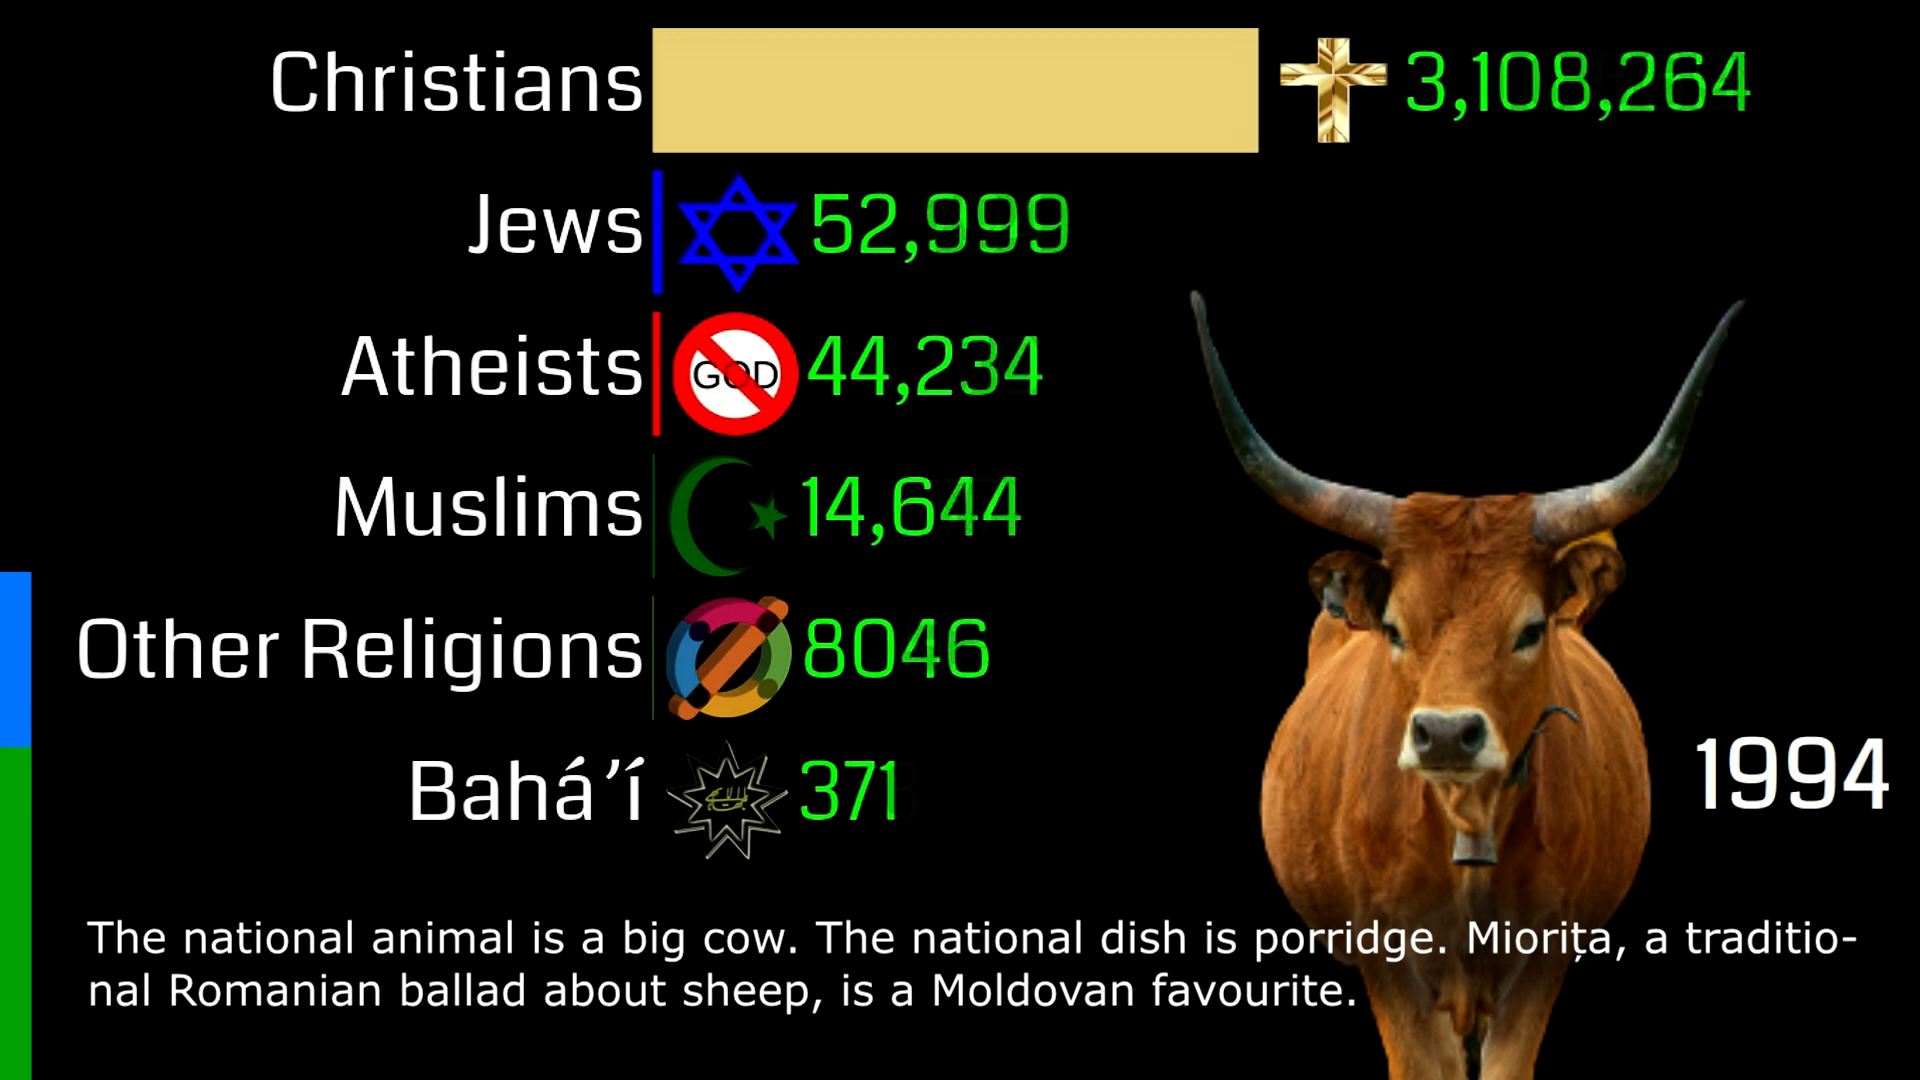 Christians 3,108,264
Jews 52,999
Atheists GOD 44,234
Muslims 14,644
Other Religions 8046
Bahá’í 371
1994
The national animal is a big cow. The national dish is porridge. Miorița, a traditio-
nal Romanian ballad about sheep, is a Moldovan favourite.